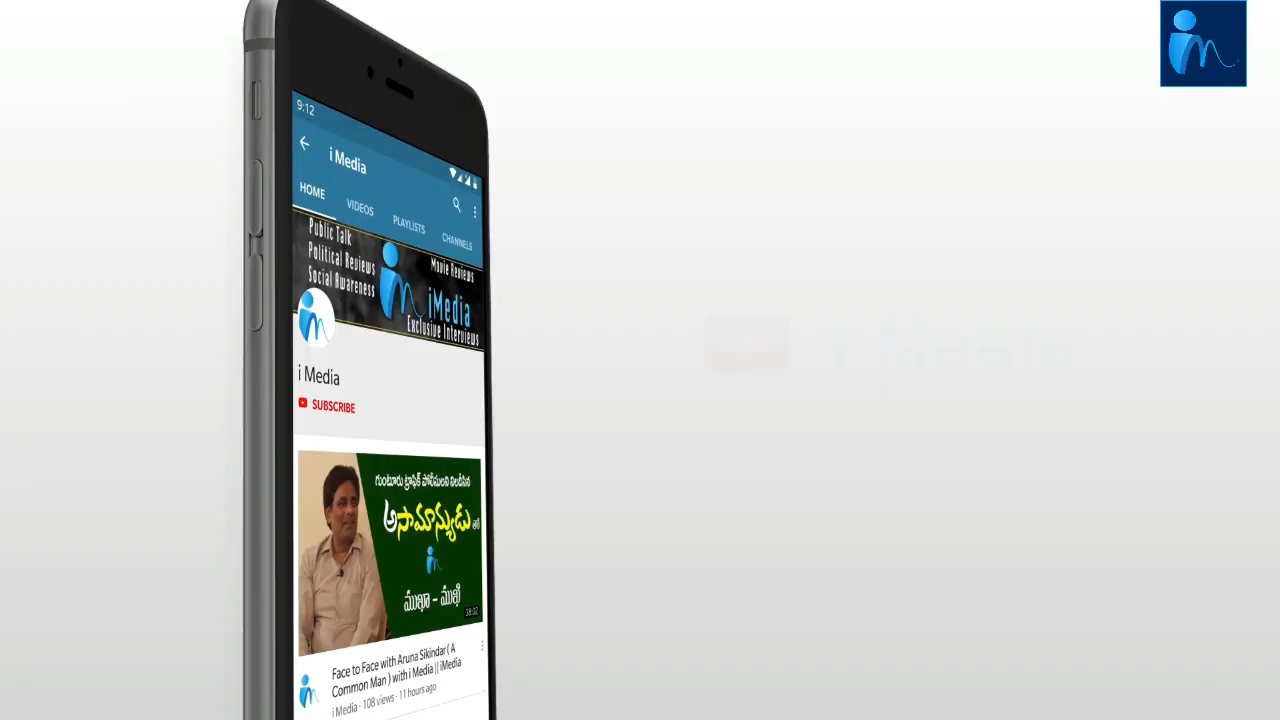 9:12
i Media
HOME
VIDEOS
PLAYLISTS
CHANNELS
Public Talk
Political Reviews
Social Awareness
Movie Reviews
iMedia
Exclusive Interviews
i Media
SUBSCRIBE
గుంటూరు ట్రాఫిక్ పోలీసులని నిలదీసిన
అసామాన్యుడు తో
ముఖా - ముఖి
38:02
Face to Face with Aruna Sikindar ( A
Common Man ) with i Media || iMedia
i Media · 108 views · 11 hours ago